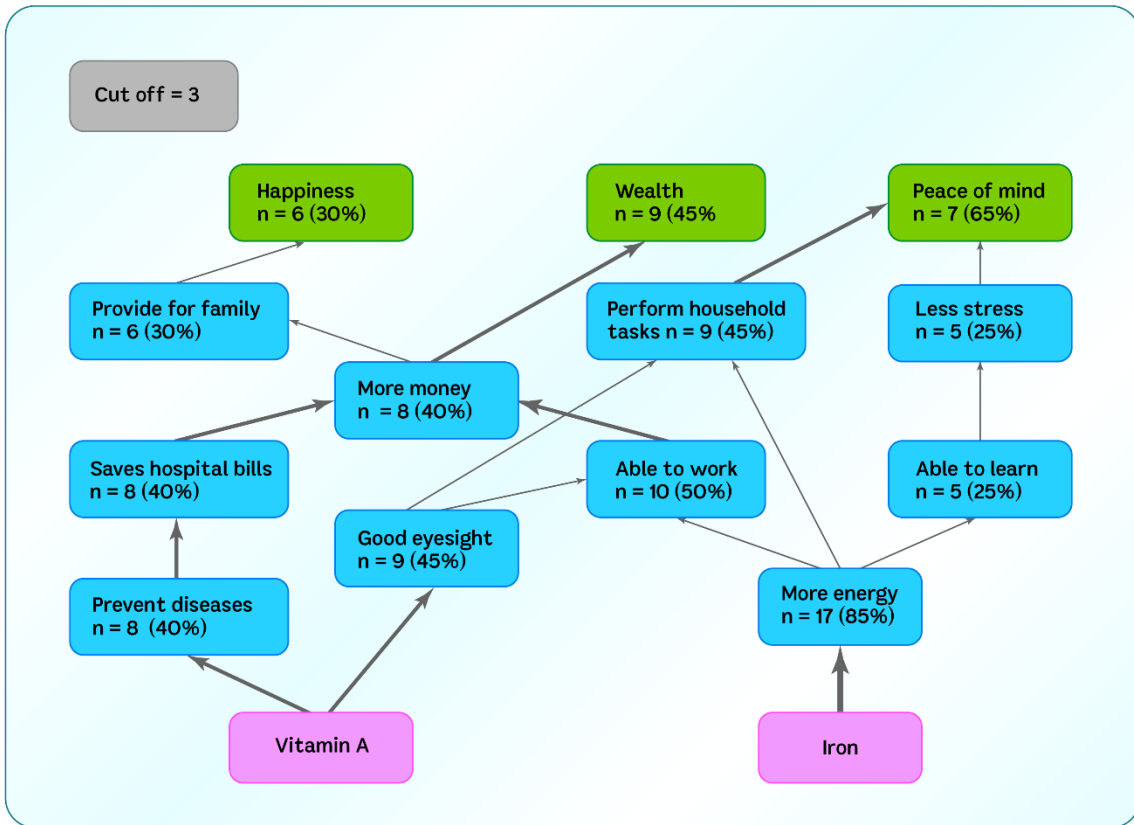 Cut off = 3
Happiness
n = 6 (30%)
Wealth
n = 9 (45%
Peace of mind
n = 7 (65%)
Provide for family
n = 6 (30%)
Perform household
tasks n = 9 (45%)
Less stress
n = 5 (25%)
More money
n = 8 (40%)
Saves hospital bills
n = 8 (40%)
Able to work
n = 10 (50%)
Able to learn
n = 5 (25%)
Good eyesight
n = 9 (45%)
Prevent diseases
n = 8 (40%)
More energy
n = 17 (85%)
Vitamin A
Iron